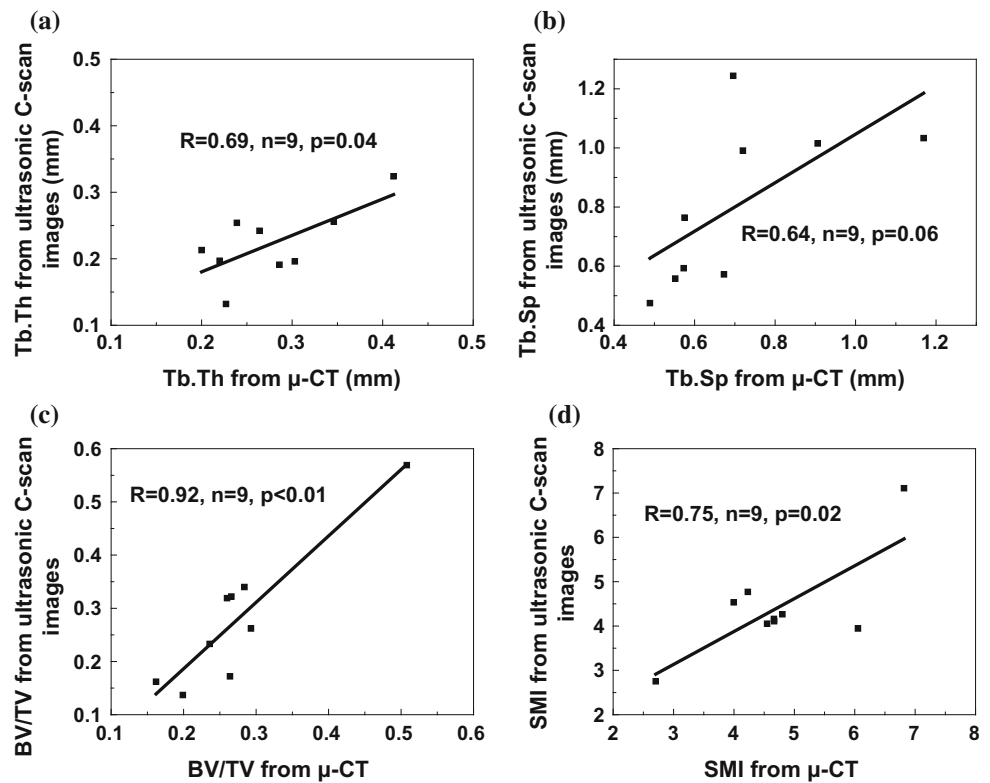 (a)
Tb.Th from ultrasonic C-scan
images (mm)
0.5
0.4
0.3
0.2
0.1
R=0.69, n=9, p=0.04
0.1
0.2
0.3
0.4
0.5
Tb.Th from µ-CT (mm)
(b)
Tb.Sp from ultrasonic C-scan
images (mm)
1.2
1.0
0.8
0.6
0.4
R=0.64, n=9, p=0.06
0.4
0.6
0.8
1.0
1.2
Tb.Sp from µ-CT (mm)
(c)
BV/TV from ultrasonic C-scan
images
0.6
0.5
0.4
0.3
0.2
0.1
R=0.92, n=9, p<0.01
0.1
0.2
0.3
0.4
0.5
0.6
BV/TV from µ-CT
(d)
SMI from ultrasonic C-scan
images
8
7
6
5
4
3
2
R=0.75, n=9, p=0.02
2
3
4
5
6
7
8
SMI from µ-CT